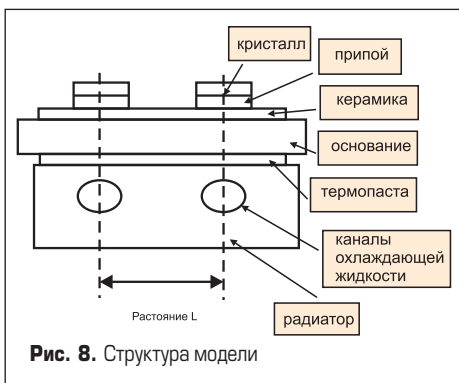 кристалл
припой
керамика
основание
термопаста
каналы
охлаждающей
жидкости
радиатор
Растояние L
Рис. 8. Структура модели